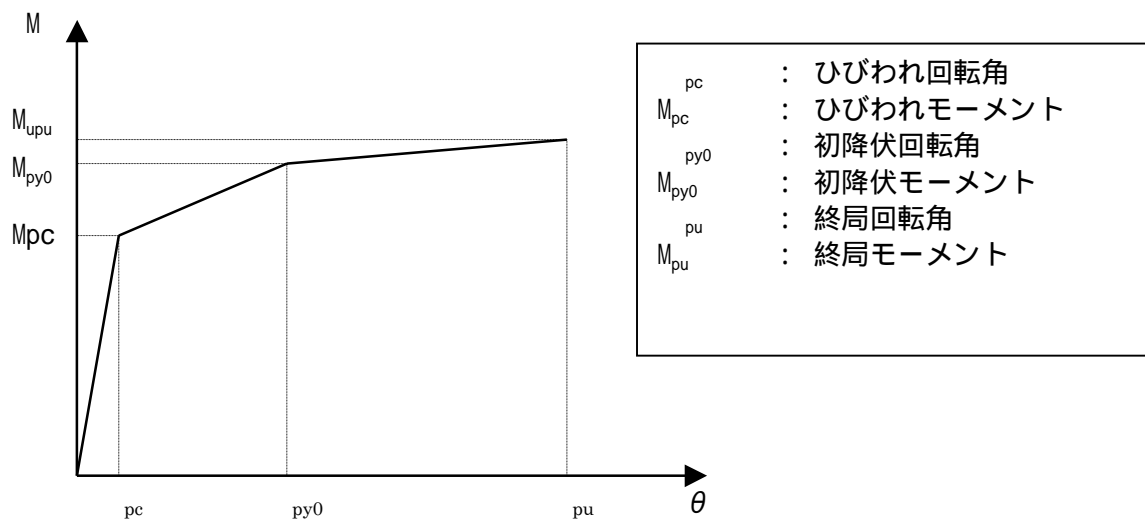 M
M_upu
M_py0
Mpc
pc
py0
pu
θ
pc : ひびわれ回転角
M_pc : ひびわれモーメント
py0 : 初降伏回転角
M_py0 : 初降伏モーメント
pu : 終局回転角
M_pu : 終局モーメント